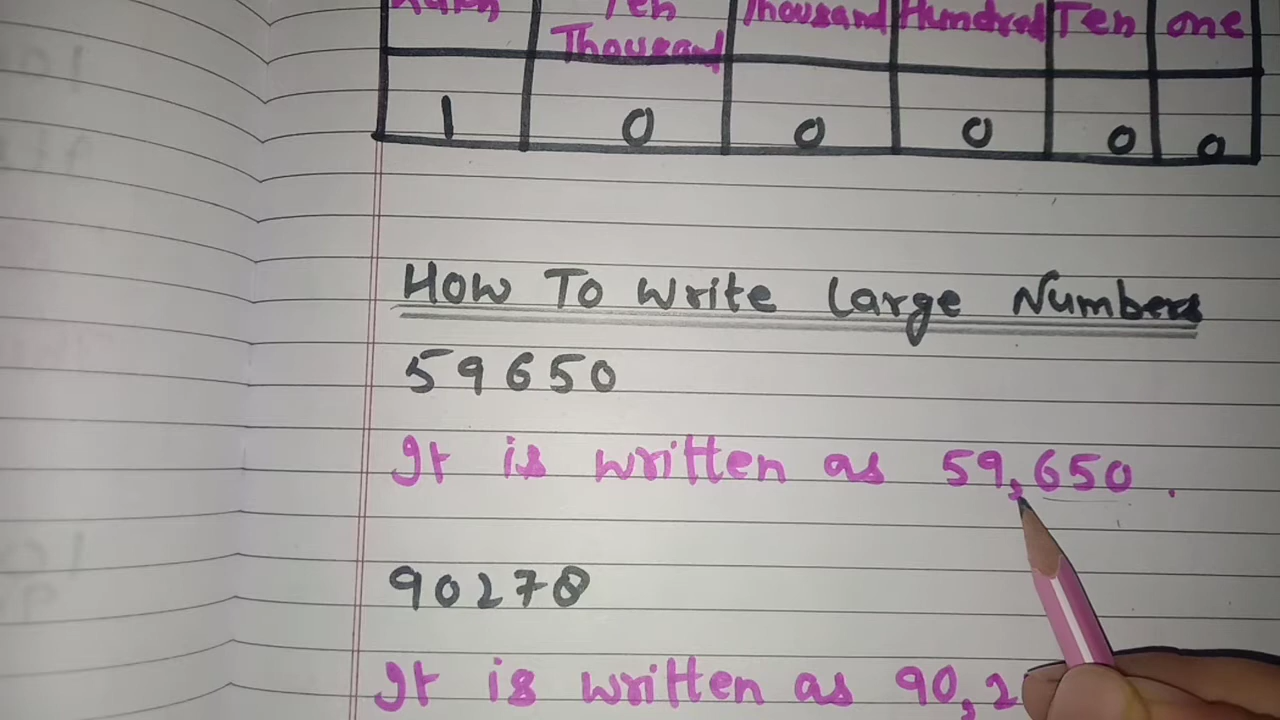 Ten Thousand Hundred Ten one
Thousand
1 0 0 0 0 0
How To Write Large Numbers
59650
It is written as 59,650.
90278
It is written as 90,2